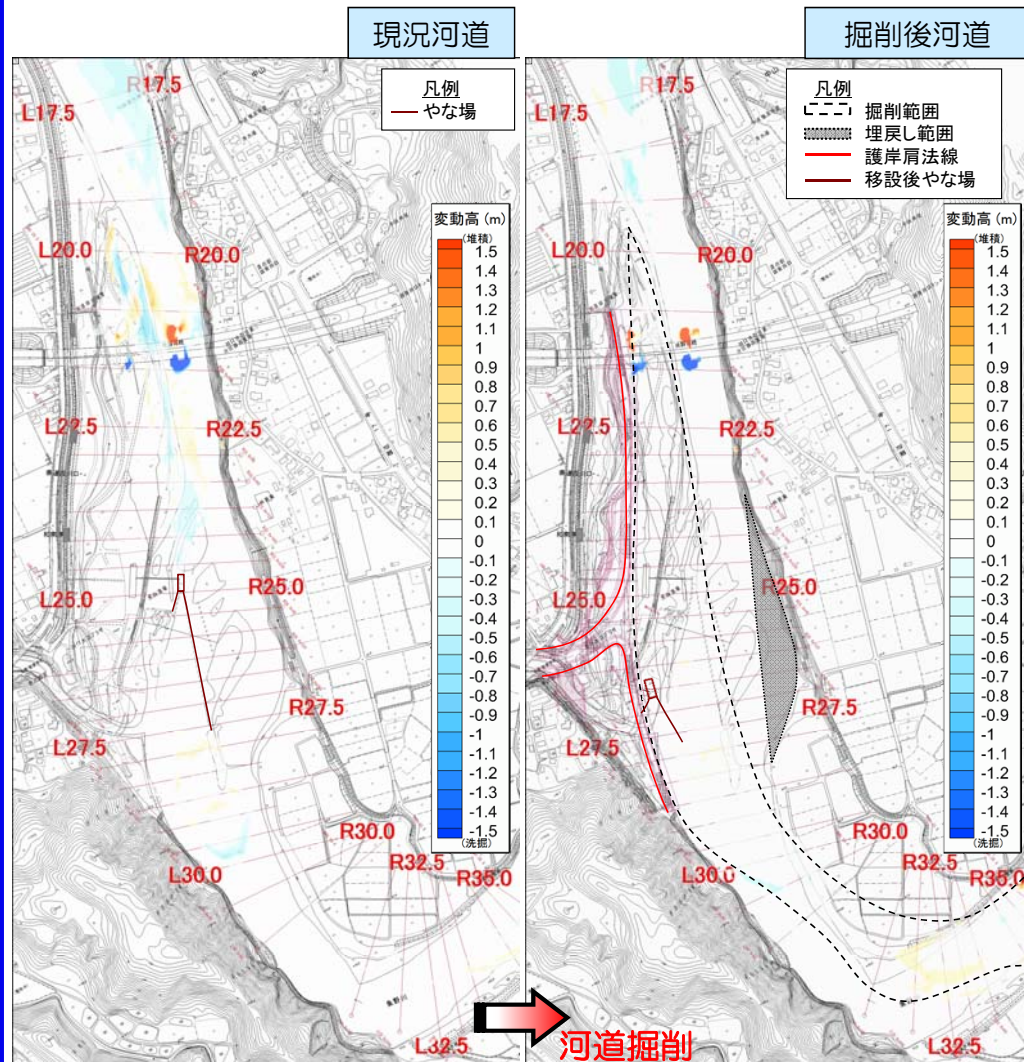 現況河道
凡例
やな場
R17.5
L17.5
L20.0
R20.0
L22.5
R22.5
L25.0
R25.0
R27.5
L27.5
R30.0
R32.5
R35.0
L30.0
L32.5
変動高 (m)
(堆積)
1.5
1.4
1.3
1.2
1.1
1
0.9
0.8
0.7
0.6
0.5
0.4
0.3
0.2
0.1
0
-0.1
-0.2
-0.3
-0.4
-0.5
-0.6
-0.7
-0.8
-0.9
-1
-1.1
-1.2
-1.3
-1.4
-1.5
(洗掘)
河道掘削
掘削後河道
凡例
掘削範囲
埋戻し範囲
護岸肩法線
移設後やな場
R17.5
L17.5
L20.0
R20.0
L22.5
R22.5
L25.0
R25.0
R27.5
L27.5
R30.0
R32.5
R35.0
L30.0
L32.5
変動高 (m)
(堆積)
1.5
1.4
1.3
1.2
1.1
1
0.9
0.8
0.7
0.6
0.5
0.4
0.3
0.2
0.1
0
-0.1
-0.2
-0.3
-0.4
-0.5
-0.6
-0.7
-0.8
-0.9
-1
-1.1
-1.2
-1.3
-1.4
-1.5
(洗掘)